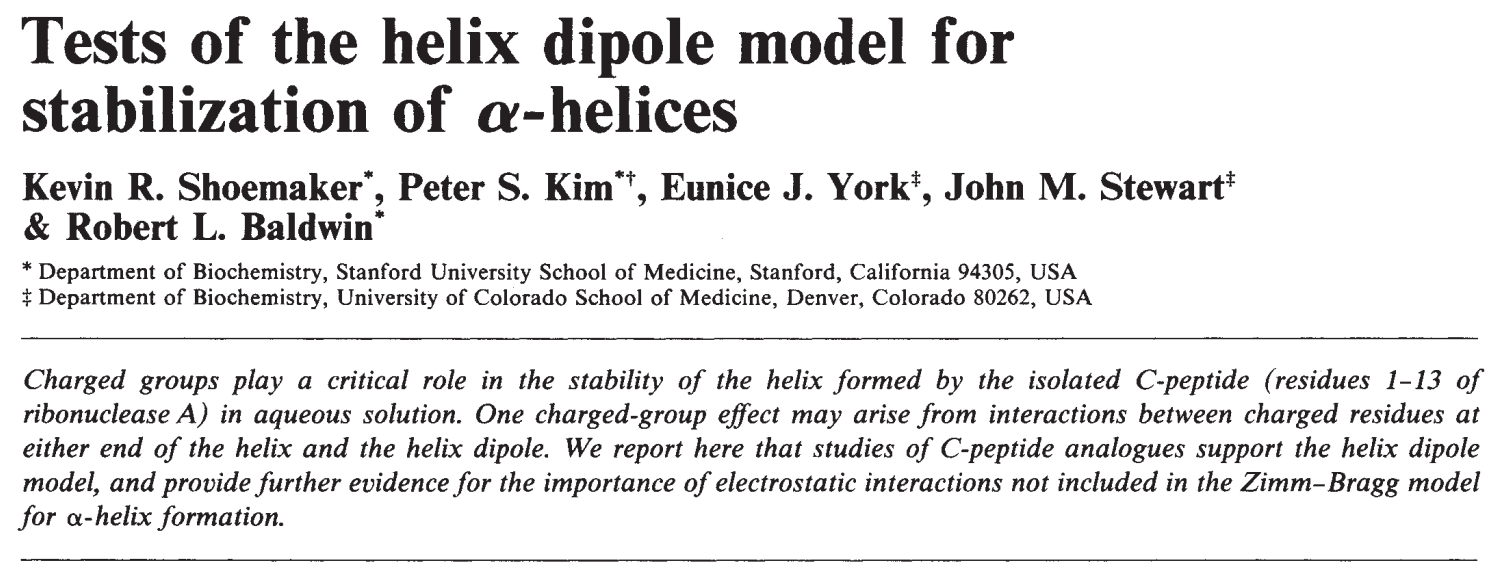 Tests of the helix dipole model for
stabilization of α-helices
Kevin R. Shoemaker*, Peter S. Kim*†, Eunice J. York‡, John M. Stewart‡
& Robert L. Baldwin*
* Department of Biochemistry, Stanford University School of Medicine, Stanford, California 94305, USA
‡ Department of Biochemistry, University of Colorado School of Medicine, Denver, Colorado 80262, USA
Charged groups play a critical role in the stability of the helix formed by the isolated C-peptide (residues 1–13 of
ribonuclease A) in aqueous solution. One charged-group effect may arise from interactions between charged residues at
either end of the helix and the helix dipole. We report here that studies of C-peptide analogues support the helix dipole
model, and provide further evidence for the importance of electrostatic interactions not included in the Zimm–Bragg model
for α-helix formation.